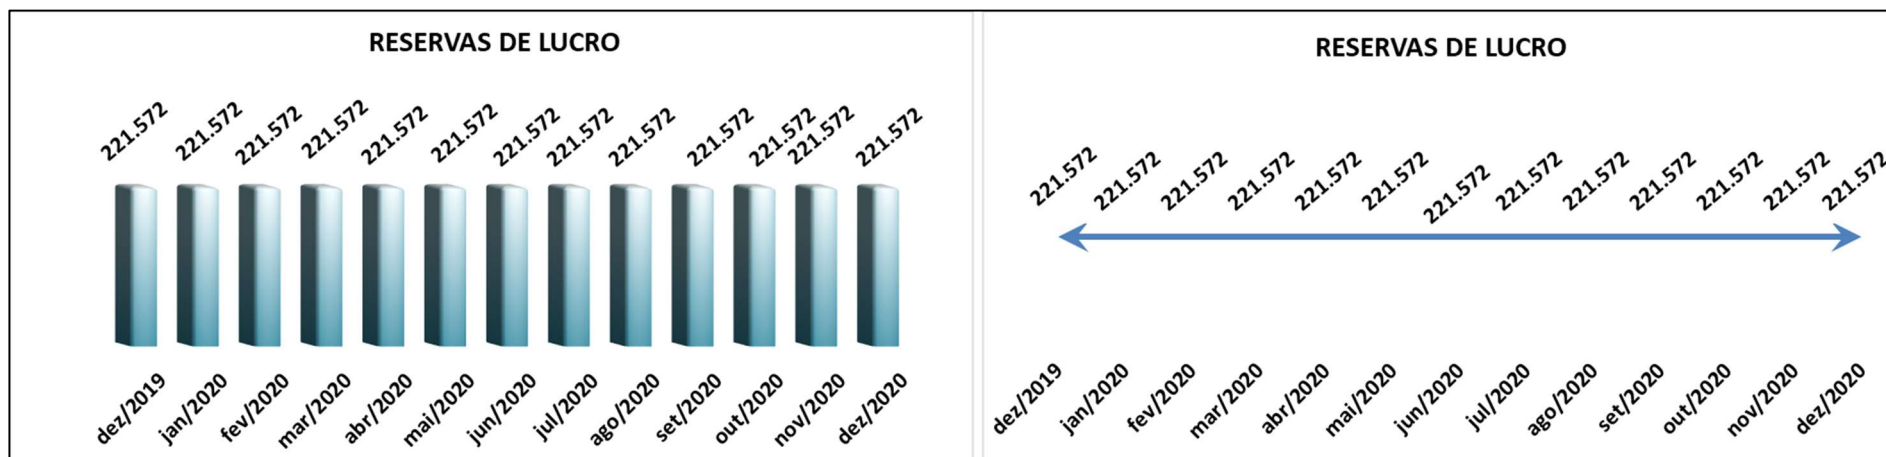 RESERVAS DE LUCRO
221.572 221.572 221.572 221.572 221.572 221.572 221.572 221.572 221.572 221.572 221.572 221.572 221.572
dez/2019 jan/2020 fev/2020 mar/2020 abr/2020 mai/2020 jun/2020 jul/2020 ago/2020 set/2020 out/2020 nov/2020 dez/2020
RESERVAS DE LUCRO
221.572 221.572 221.572 221.572 221.572 221.572 221.572 221.572 221.572 221.572 221.572 221.572 221.572
dez/2019 jan/2020 fev/2020 mar/2020 abr/2020 mai/2020 jun/2020 jul/2020 ago/2020 set/2020 out/2020 nov/2020 dez/2020